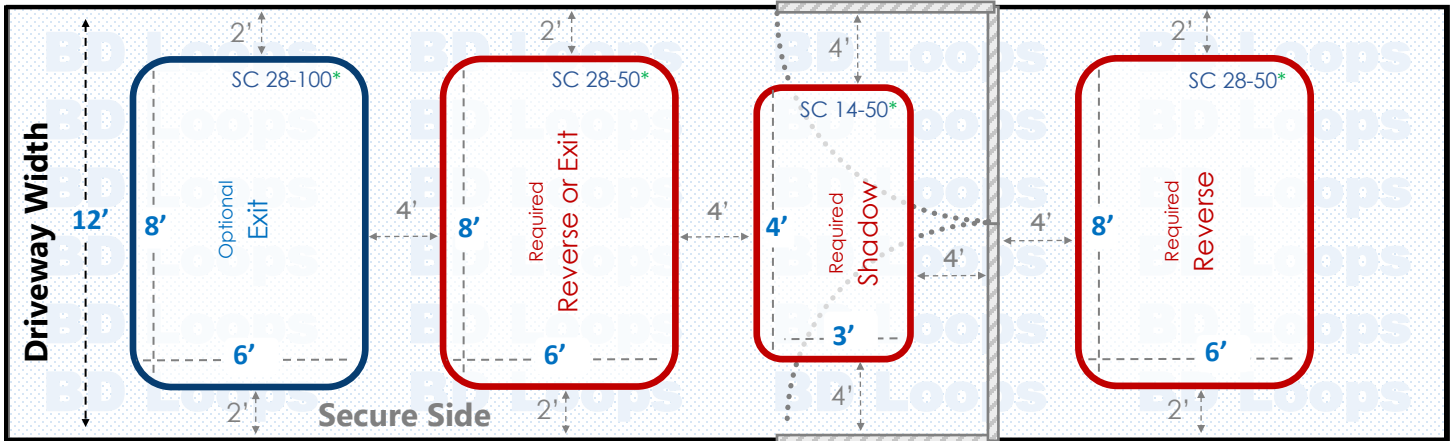 Driveway Width
12'
2'
SC 28-100*
8'
Optional
Exit
6'
2'
4'
2'
SC 28-50*
8'
Required
Reverse or Exit
6'
2'
4'
4'
SC 14-50*
4'
Required
Shadow
3'
4'
4'
4'
2'
SC 28-50*
8'
Required
Reverse
6'
2'
Secure Side
BD Loops